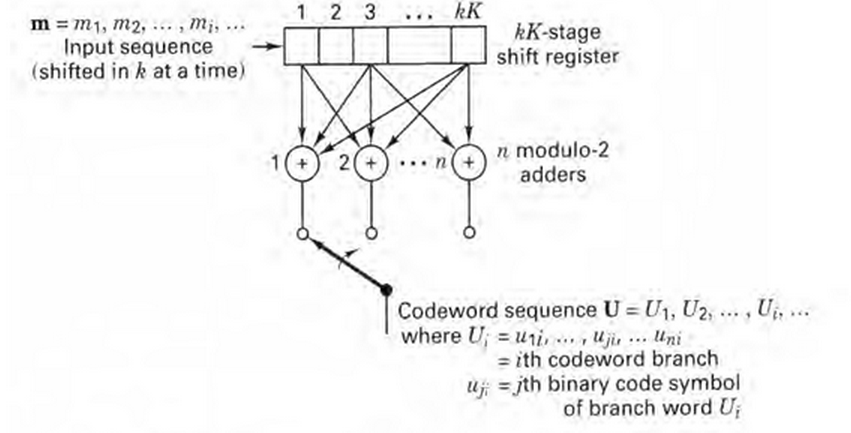 1 2 3 ... kK
m = m1, m2, ... , mi, ...
Input sequence
(shifted in k at a time)
kK-stage
shift register
1 + 2 + ... n +
n modulo-2
adders
Codeword sequence U = U1, U2, ... , Ui, ...
where Ui = u1i, ... , uji, ... uni
= ith codeword branch
uji = jth binary code symbol
of branch word Ui